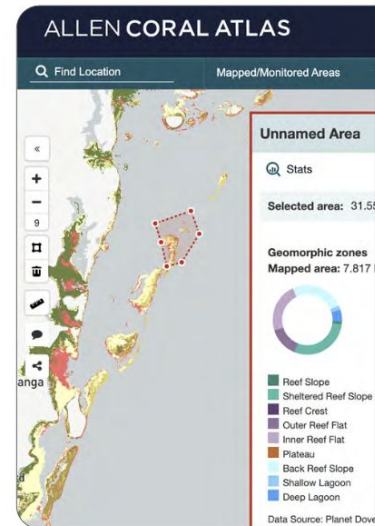 ALLEN CORAL ATLAS
Find Location
Mapped/Monitored Areas
Unnamed Area
Stats
Selected area: 31.55
9
Geomorphic zones
Mapped area: 7.817
anga
Reef Slope
Sheltered Reef Slope
Reef Crest
Outer Reef Flat
Inner Reef Flat
Plateau
Back Reef Slope
Shallow Lagoon
Deep Lagoon
Data Source: Planet Dove